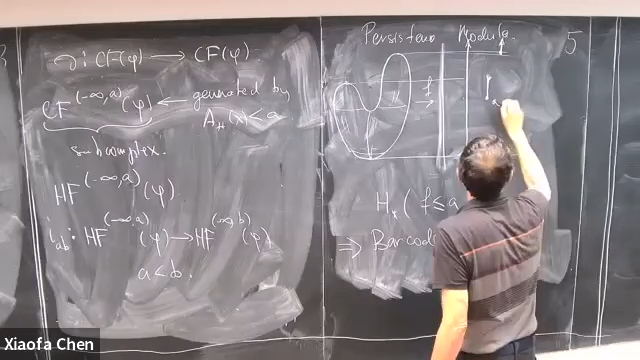 ∂: CF(φ) → CF(φ).
CF^(-∞,a)(φ) ← generated by
A_H(x) < a
subcomplex.
HF^(-∞,a)(φ)
i_ab: HF^(-∞,a)(φ) → HF^(-∞,b)(φ)
a < b.
Persistence Module
5
f
a
H_*(f ≤ a
⇒ Barcode
Xiaofa Chen